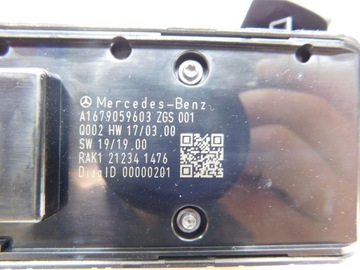 Mercedes-Benz
A1679059603 ZGS 001
Q002 HW 17/03.00
SW 19/19.00
RAK1 21234 1476
DiagID 00000201